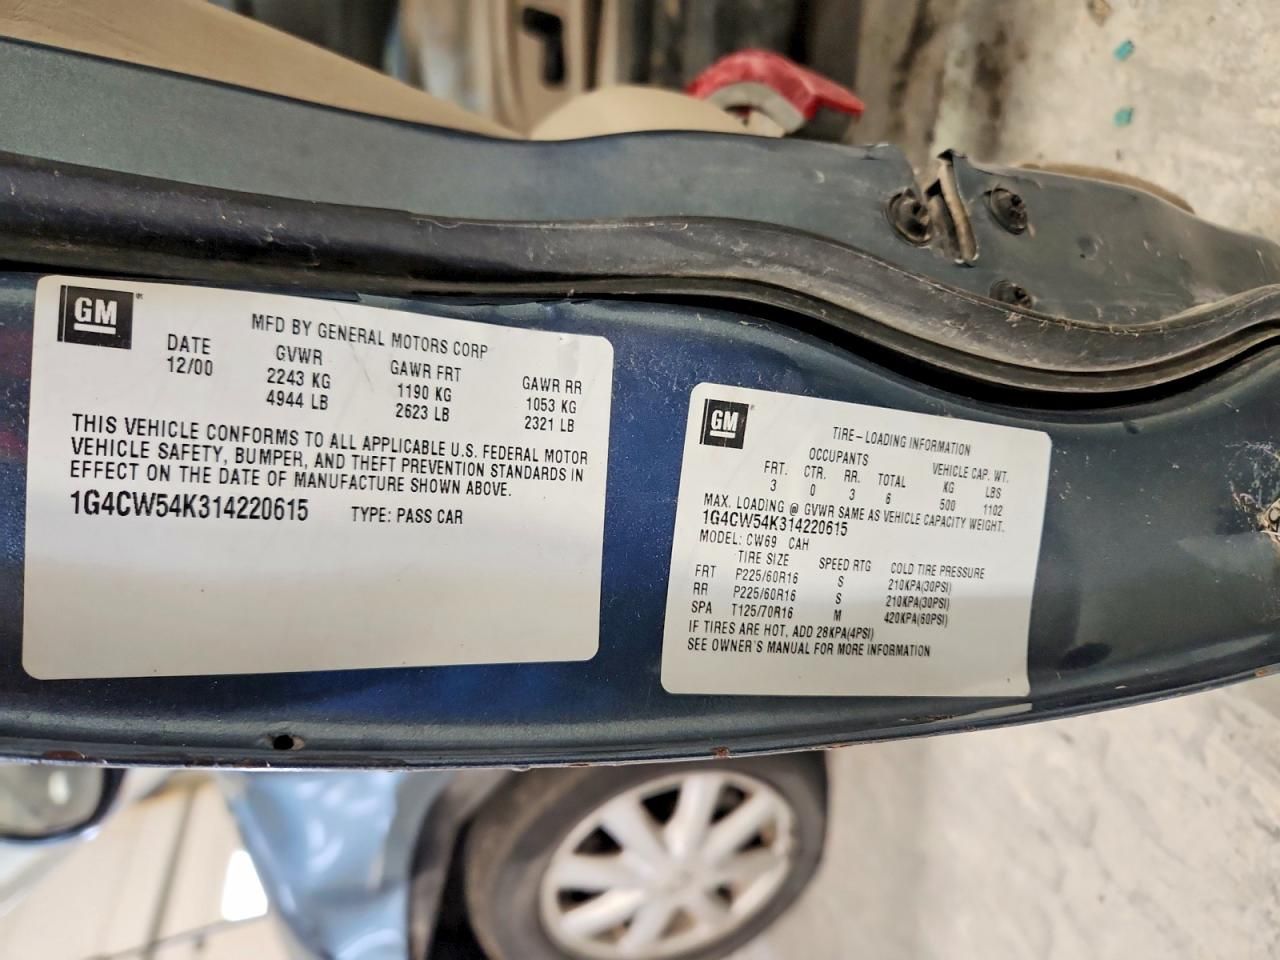 GM
MFD BY GENERAL MOTORS CORP
DATE GVWR GAWR FRT GAWR RR
12/00 2243 KG 1190 KG 1053 KG
4944 LB 2623 LB 2321 LB
THIS VEHICLE CONFORMS TO ALL APPLICABLE U.S. FEDERAL MOTOR
VEHICLE SAFETY, BUMPER, AND THEFT PREVENTION STANDARDS IN
EFFECT ON THE DATE OF MANUFACTURE SHOWN ABOVE.
1G4CW54K314220615 TYPE: PASS CAR
GM
TIRE-LOADING INFORMATION
OCCUPANTS VEHICLE CAP. WT.
FRT. CTR. RR. TOTAL KG LBS
3 0 3 6 500 1102
MAX. LOADING @ GVWR SAME AS VEHICLE CAPACITY WEIGHT.
1G4CW54K314220615
MODEL: CW69 CAH
TIRE SIZE SPEED RTG COLD TIRE PRESSURE
FRT P225/60R16 S 210KPA(30PSI)
RR P225/60R16 S 210KPA(30PSI)
SPA T125/70R16 M 420KPA(60PSI)
IF TIRES ARE HOT, ADD 28KPA(4PSI)
SEE OWNER'S MANUAL FOR MORE INFORMATION